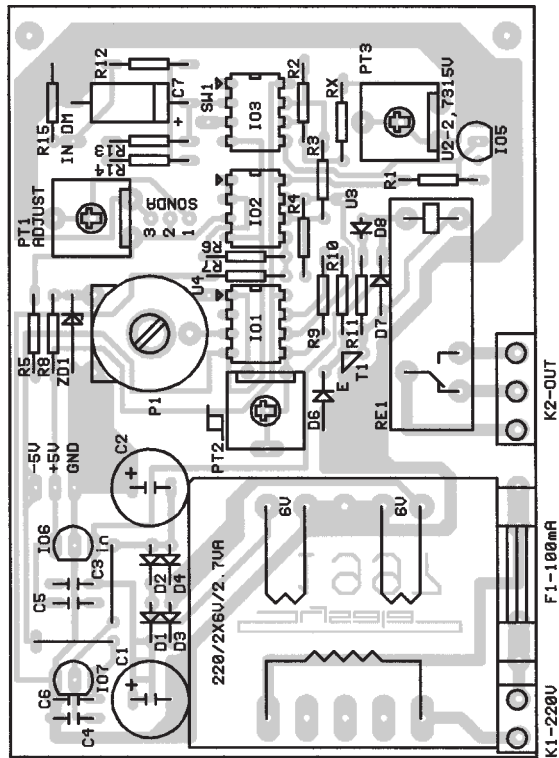 R12
R15
IN DM
C7
+
SW1
IO3
R2
RX
PT3
U2-2,7315V
IO5
R13
R14
R3
R1
PT1
ADJUST
SONDA
3
2
1
IO2
R4
U3
D8
R6
R7
U4
IO1
R9
R10
R11
D7
R5
R8
ZD1
P1
E
T1
RE1
PT2
D6
K2-OUT
-5V
+5V
GND
C2
+
IO6
in
C3
C5
D2
D4
D1
D3
220/2X6V/2.7VA
6V
6V
1997
F1-100mA
C6
IO7
C4
C1
+
K1-220V